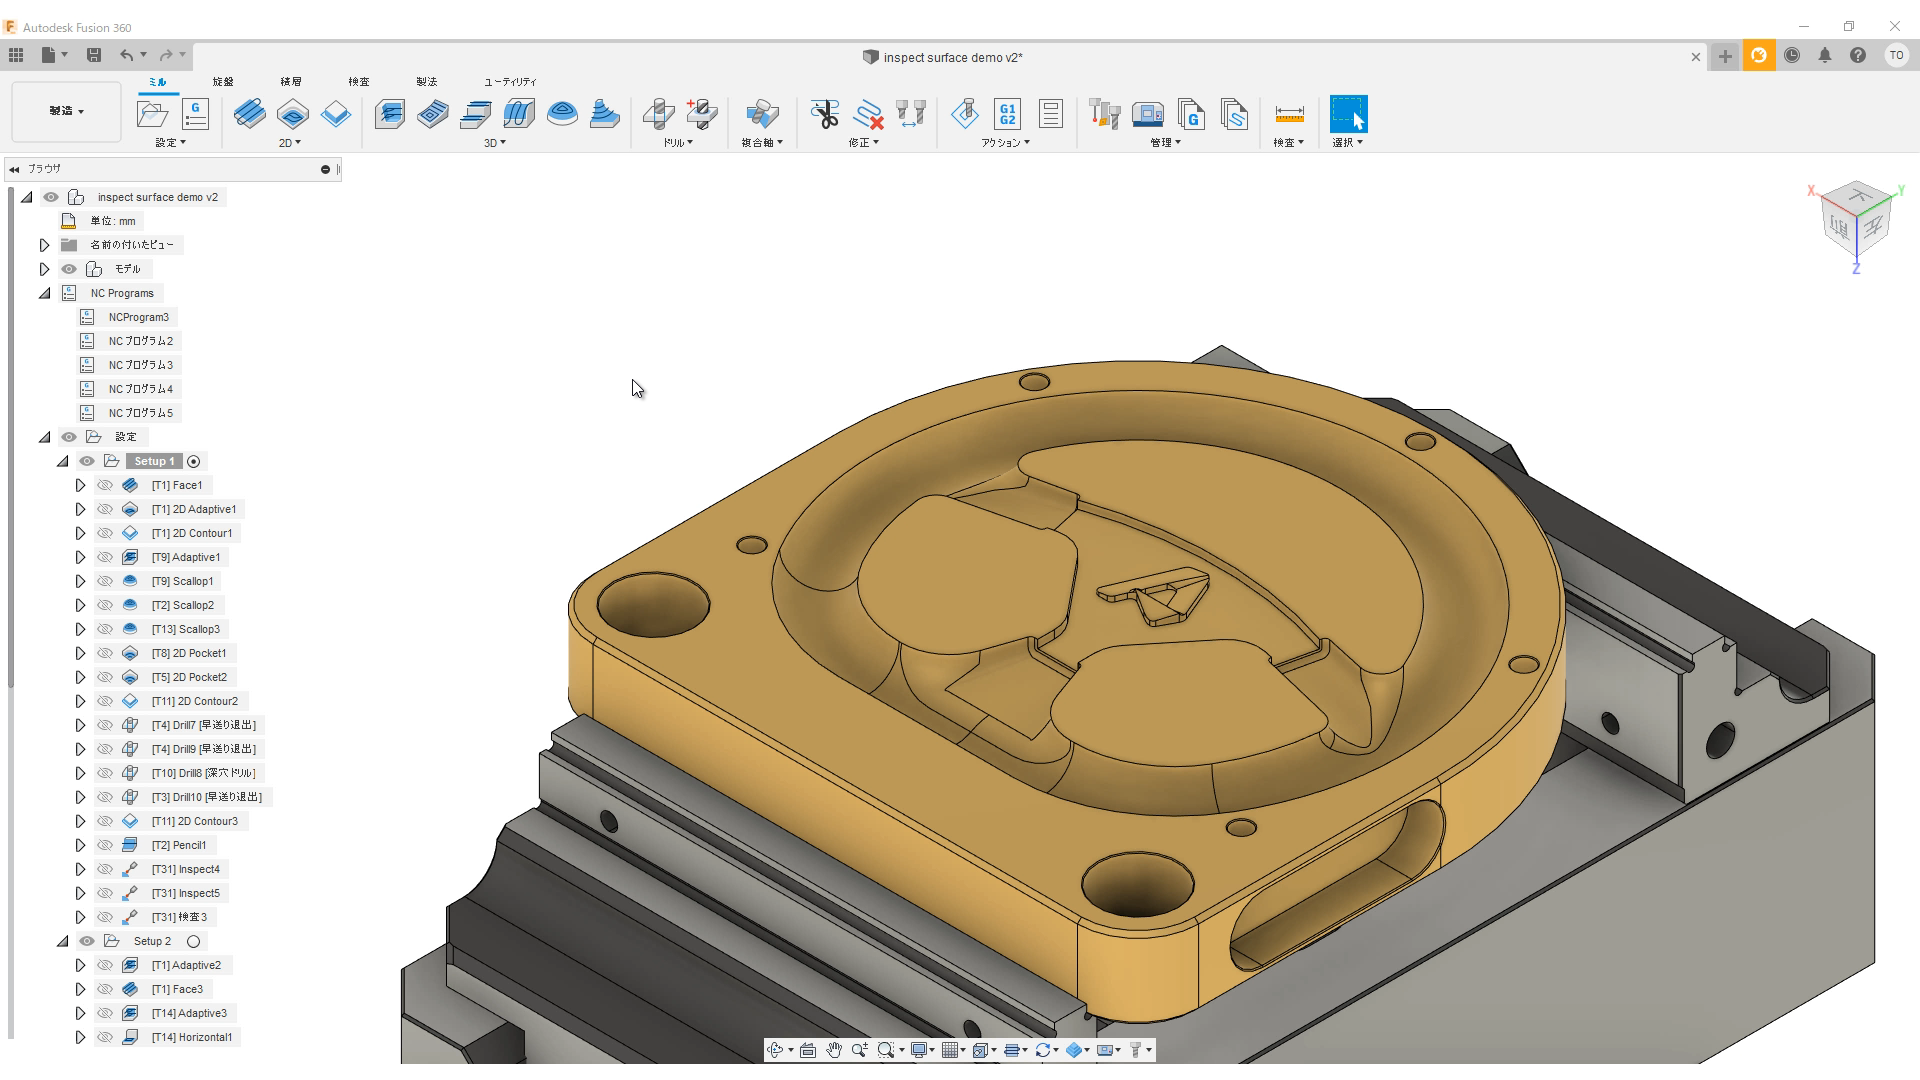 Autodesk Fusion 360
inspect surface demo v2*
TO
ミル 旋盤 積層 検査 製法 ユーティリティ
製造
G
G1
G2
G
設定 2D 3D ドリル 複合軸 修正 アクション 管理 検査 選択
ブラウザ
inspect surface demo v2
単位: mm
名前の付いたビュー
モデル
NC Programs
NCProgram3
NC プログラム2
NC プログラム3
NC プログラム4
NC プログラム5
設定
Setup 1
[T1] Face1
[T1] 2D Adaptive1
[T1] 2D Contour1
[T9] Adaptive1
[T9] Scallop1
[T2] Scallop2
[T13] Scallop3
[T8] 2D Pocket1
[T5] 2D Pocket2
[T11] 2D Contour2
[T4] Drill7 [早送り退出]
[T4] Drill9 [早送り退出]
[T10] Drill8 [深穴ドリル]
[T3] Drill10 [早送り退出]
[T11] 2D Contour3
[T2] Pencil1
[T31] Inspect4
[T31] Inspect5
[T31] 検査3
Setup 2
[T1] Adaptive2
[T1] Face3
[T14] Adaptive3
[T14] Horizontal1
X
Y
Z